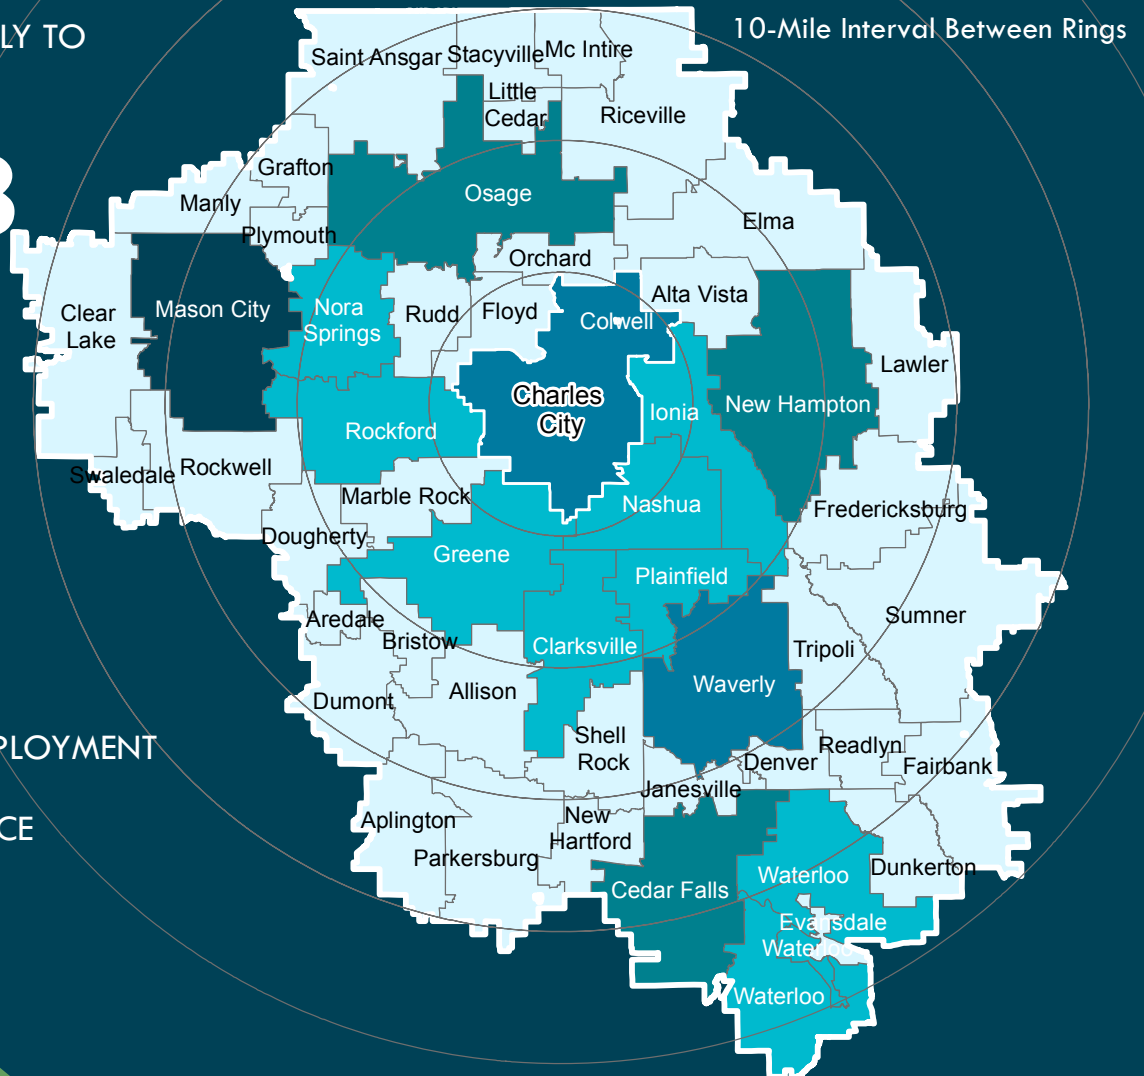 LY TO
10-Mile Interval Between Rings
Saint Ansgar
Stacyville
Mc Intire
Little
Cedar
Riceville
Grafton
Osage
Manly
Elma
Plymouth
Orchard
Alta Vista
Clear
Lake
Mason City
Nora
Springs
Rudd
Floyd
Colwell
Lawler
Charles
City
New Hampton
Ionia
Rockford
Swaledale
Rockwell
Marble Rock
Nashua
Fredericksburg
Dougherty
Greene
Plainfield
Aredale
Bristow
Clarksville
Sumner
Tripoli
Dumont
Allison
Waverly
Shell
Rock
Readlyn
Denver
Fairbank
PLOYMENT
Janesville
CE
Aplington
New
Hartford
Parkersburg
Dunkerton
Cedar Falls
Waterloo
Evansdale
Waterloo
Waterloo